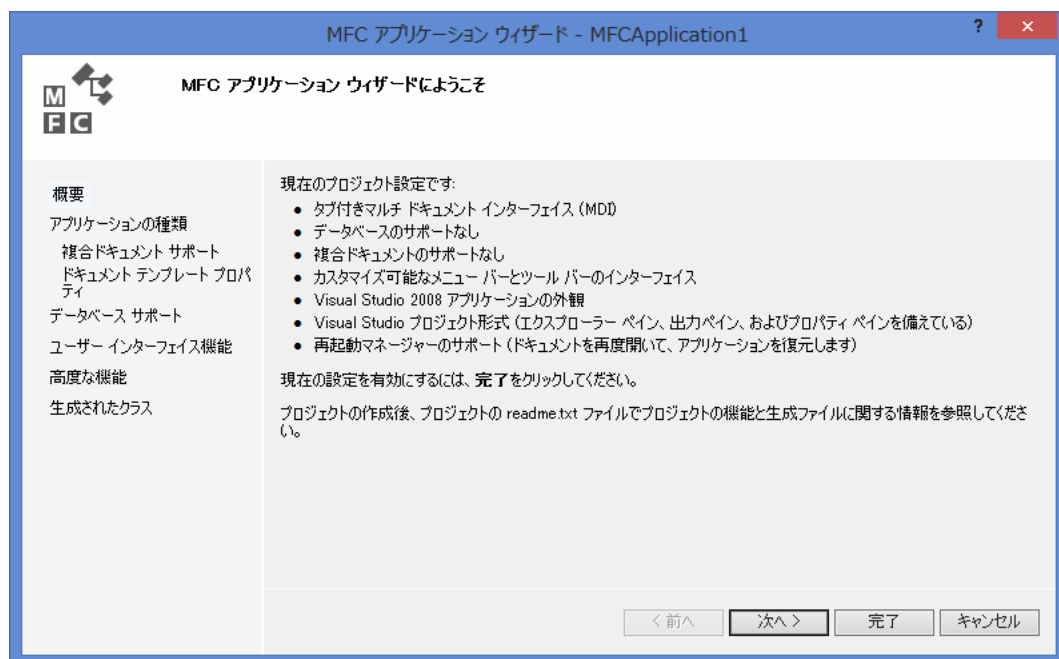 MFC アプリケーション ウィザード - MFCApplication1
?
×
M
F C
MFC アプリケーション ウィザードにようこそ
概要
アプリケーションの種類
複合ドキュメント サポート
ドキュメント テンプレート プロパ
ティ
データベース サポート
ユーザー インターフェイス機能
高度な機能
生成されたクラス
現在のプロジェクト設定です:
• タブ付きマルチ ドキュメント インターフェイス (MDI)
• データベースのサポートなし
• 複合ドキュメントのサポートなし
• カスタマイズ可能なメニュー バーとツール バーのインターフェイス
• Visual Studio 2008 アプリケーションの外観
• Visual Studio プロジェクト形式 (エクスプローラー ペイン、出力ペイン、およびプロパティ ペインを備えている)
• 再起動マネージャーのサポート (ドキュメントを再度開いて、アプリケーションを復元します)
現在の設定を有効にするには、完了をクリックしてください。
プロジェクトの作成後、プロジェクトの readme.txt ファイルでプロジェクトの機能と生成ファイルに関する情報を参照してくださ
い。
< 前へ
次へ >
完了
キャンセル